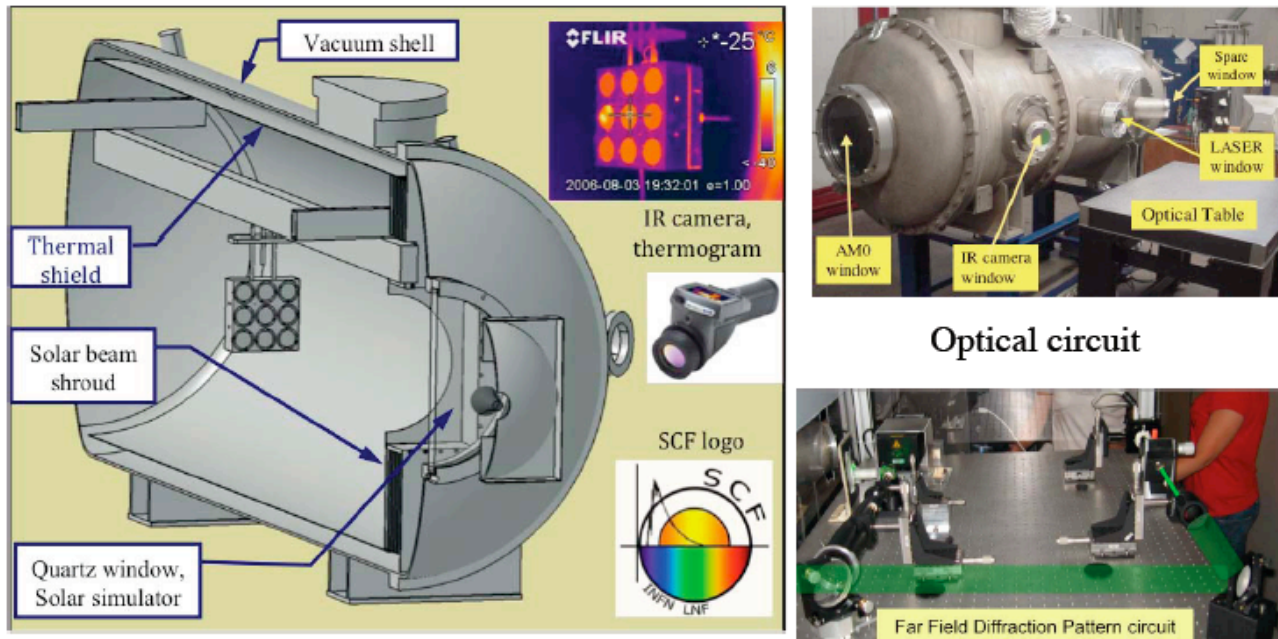 Vacuum shell
Thermal
shield
Solar beam
shroud
Quartz window,
Solar simulator
FLIR
-25 °C
2006-08-03 19:32:01 e=1.00
<-40
IR camera,
thermogram
SCF logo
SCF
INFN LNF
Spare
window
LASER
window
Optical Table
AM0
window
IR camera
window
Optical circuit
Far Field Diffraction Pattern circuit